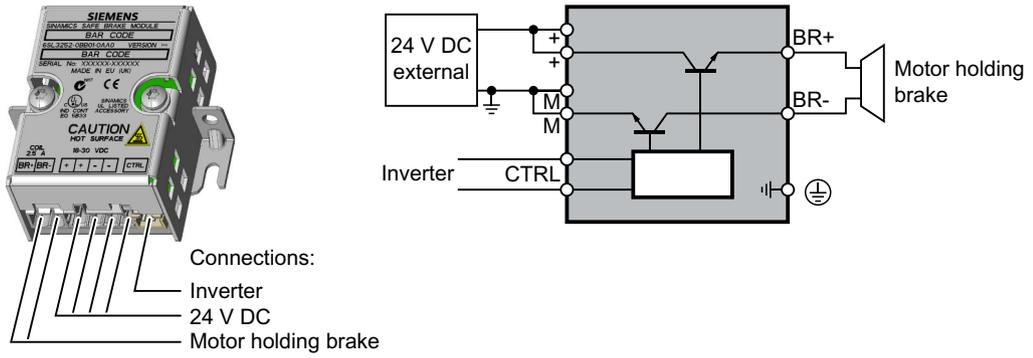 SIEMENS
SINAMICS SAFE BRAKE MODULE
BAR CODE
6SL3252-0BB01-0AA0 VERSION
BAR CODE
SERIAL No: XXXXXX-XXXXXX
MADE IN EU (UK)
CE
SINAMICS
UL LISTED
ACCESSORY
IND CONT
EQ 5B33
CAUTION
HOT SURFACE
COIL
2.5 A
18-30 VDC
BR+ BR- + + - - CTRL
Connections:
Inverter
24 V DC
Motor holding brake
24 V DC
external
+
+
M
M
Inverter
CTRL
BR+
BR-
Motor holding
brake